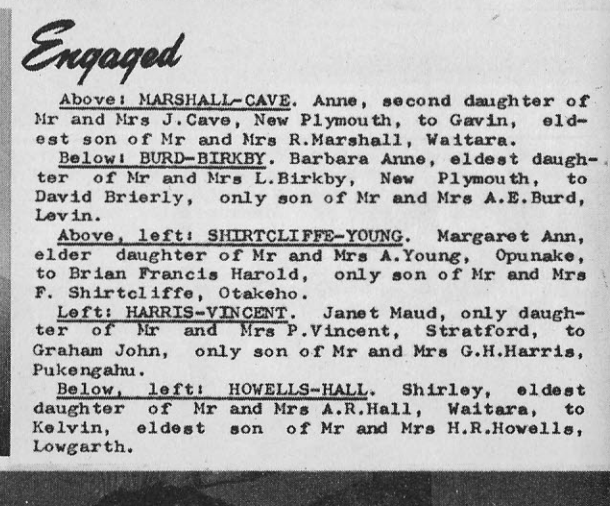 Engaged
Above: MARSHALL-CAVE. Anne, second daughter of
Mr and Mrs J.Cave, New Plymouth, to Gavin, eld-
est son of Mr and Mrs R.Marshall, Waitara.
Below: BURD-BIRKBY. Barbara Anne, eldest daugh-
ter of Mr and Mrs L.Birkby, New Plymouth, to
David Brierly, only son of Mr and Mrs A.E.Burd,
Levin.
Above, left: SHIRTCLIFFE-YOUNG. Margaret Ann,
elder daughter of Mr and Mrs A.Young, Opunake,
to Brian Francis Harold, only son of Mr and Mrs
F. Shirtcliffe, Otakeho.
Left: HARRIS-VINCENT. Janet Maud, only daugh-
ter of Mr and Mrs P.Vincent, Stratford, to
Graham John, only son of Mr and Mrs G.H.Harris,
Pukengahu.
Below, left: HOWELLS-HALL. Shirley, eldest
daughter of Mr and Mrs A.R.Hall, Waitara, to
Kelvin, eldest son of Mr and Mrs H.R.Howells,
Lowgarth.